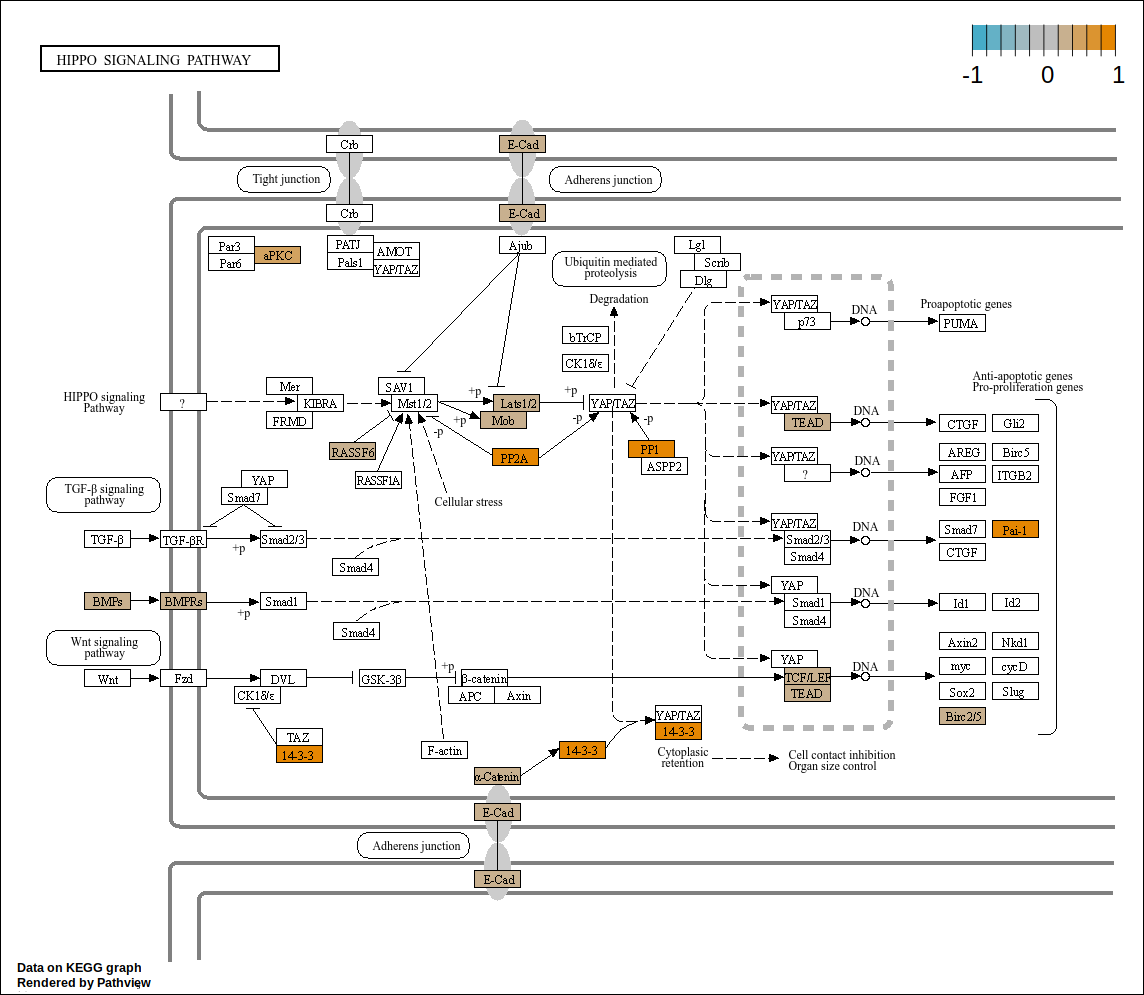 HIPPO SIGNALING PATHWAY
-1 0 1
Crb
E-Cad
Tight junction
Adherens junction
Crb
E-Cad
Par3
Par6
aPKC
PATJ
Pals1
AMOT
YAP/TAZ
Ajub
Lgl
Scrib
Dlg
Ubiquitin mediated
proteolysis
Degradation
bTrCP
CK1δ/ε
YAP/TAZ
p73
DNA
Proapoptotic genes
PUMA
HIPPO signaling
Pathway
?
Mer
KIBRA
FRMD
SAV1
Mst1/2
+p
+p
Lats1/2
Mob
+p
YAP/TAZ
-p
-p
-p
RASSF6
RASSF1A
PP2A
PP1
ASPP2
Cellular stress
Anti-apoptotic genes
Pro-proliferation genes
YAP/TAZ
TEAD
DNA
CTGF
Gli2
YAP/TAZ
?
DNA
AREG
Birc5
AFP
ITGB2
FGF1
TGF-β signaling
pathway
YAP
Smad7
TGF-β
TGF-βR
+p
Smad2/3
Smad4
YAP/TAZ
Smad2/3
Smad4
DNA
Smad7
Pai-1
CTGF
BMPs
BMPRs
+p
Smad1
Smad4
YAP
Smad1
Smad4
DNA
Id1
Id2
Wnt signaling
pathway
Wnt
Fzd
DVL
CK1δ/ε
GSK-3β
+p
β-catenin
APC
Axin
YAP
TCF/LEF
TEAD
DNA
Axin2
Nkd1
myc
cycD
Sox2
Slug
Birc2/5
TAZ
14-3-3
F-actin
14-3-3
YAP/TAZ
14-3-3
Cytoplasic
retention
Cell contact inhibition
Organ size control
α-Catenin
E-Cad
Adherens junction
E-Cad
Data on KEGG graph
Rendered by Pathview